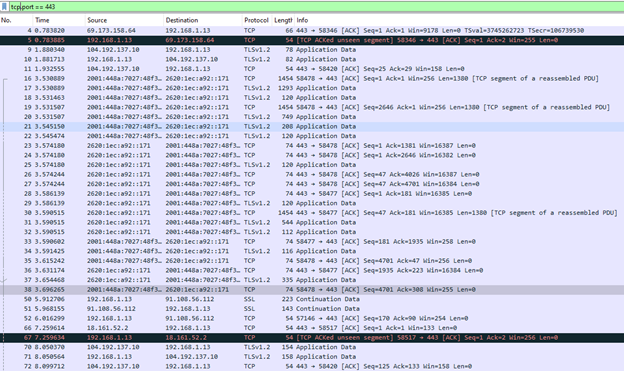 tcp.port == 443
No. Time Source Destination Protocol Length Info
4 0.783820 69.173.158.64 192.168.1.13 TCP 66 443 → 58346 [ACK] Seq=1 Ack=1 Win=9178 Len=0 TSval=3745262723 TSecr=106739530
5 0.783885 192.168.1.13 69.173.158.64 TCP 54 [TCP ACKed unseen segment] 58346 → 443 [ACK] Seq=1 Ack=2 Win=255 Len=0
9 1.880340 104.192.137.10 192.168.1.13 TLSv1.2 78 Application Data
10 1.881713 192.168.1.13 104.192.137.10 TLSv1.2 82 Application Data
11 1.932555 104.192.137.10 192.168.1.13 TCP 54 443 → 58420 [ACK] Seq=25 Ack=29 Win=158 Len=0
16 3.530889 2001:448a:7027:48f3… 2620:1ec:a92::171 TCP 1454 58478 → 443 [ACK] Seq=1 Ack=1 Win=256 Len=1380 [TCP segment of a reassembled PDU]
17 3.530889 2001:448a:7027:48f3… 2620:1ec:a92::171 TLSv1.2 1293 Application Data
18 3.531463 2001:448a:7027:48f3… 2620:1ec:a92::171 TLSv1.2 120 Application Data
19 3.531507 2001:448a:7027:48f3… 2620:1ec:a92::171 TCP 1454 58478 → 443 [ACK] Seq=2646 Ack=1 Win=256 Len=1380 [TCP segment of a reassembled PDU]
20 3.531507 2001:448a:7027:48f3… 2620:1ec:a92::171 TLSv1.2 749 Application Data
21 3.545150 2001:448a:7027:48f3… 2620:1ec:a92::171 TLSv1.2 208 Application Data
22 3.545474 2001:448a:7027:48f3… 2620:1ec:a92::171 TLSv1.2 120 Application Data
23 3.574180 2620:1ec:a92::171 2001:448a:7027:48f3… TCP 74 443 → 58478 [ACK] Seq=1 Ack=1381 Win=16387 Len=0
24 3.574180 2620:1ec:a92::171 2001:448a:7027:48f3… TCP 74 443 → 58478 [ACK] Seq=1 Ack=2646 Win=16382 Len=0
25 3.574180 2620:1ec:a92::171 2001:448a:7027:48f3… TLSv1.2 120 Application Data
26 3.574244 2620:1ec:a92::171 2001:448a:7027:48f3… TCP 74 443 → 58478 [ACK] Seq=47 Ack=4026 Win=16387 Len=0
27 3.574244 2620:1ec:a92::171 2001:448a:7027:48f3… TCP 74 443 → 58478 [ACK] Seq=47 Ack=4701 Win=16384 Len=0
28 3.586139 2620:1ec:a92::171 2001:448a:7027:48f3… TCP 74 443 → 58477 [ACK] Seq=1 Ack=181 Win=16385 Len=0
29 3.586139 2620:1ec:a92::171 2001:448a:7027:48f3… TLSv1.2 120 Application Data
30 3.590515 2620:1ec:a92::171 2001:448a:7027:48f3… TCP 1454 443 → 58477 [ACK] Seq=47 Ack=181 Win=16385 Len=1380 [TCP segment of a reassembled PDU]
31 3.590515 2620:1ec:a92::171 2001:448a:7027:48f3… TLSv1.2 544 Application Data
32 3.590515 2620:1ec:a92::171 2001:448a:7027:48f3… TLSv1.2 112 Application Data
33 3.590602 2001:448a:7027:48f3… 2620:1ec:a92::171 TCP 74 58477 → 443 [ACK] Seq=181 Ack=1935 Win=258 Len=0
34 3.591425 2001:448a:7027:48f3… 2620:1ec:a92::171 TLSv1.2 116 Application Data
35 3.615242 2001:448a:7027:48f3… 2620:1ec:a92::171 TCP 74 58478 → 443 [ACK] Seq=4701 Ack=47 Win=256 Len=0
36 3.631174 2620:1ec:a92::171 2001:448a:7027:48f3… TCP 74 443 → 58477 [ACK] Seq=1935 Ack=223 Win=16384 Len=0
37 3.654468 2620:1ec:a92::171 2001:448a:7027:48f3… TLSv1.2 335 Application Data
38 3.696265 2001:448a:7027:48f3… 2620:1ec:a92::171 TCP 74 58478 → 443 [ACK] Seq=4701 Ack=308 Win=255 Len=0
50 5.912706 192.168.1.13 91.108.56.112 SSL 223 Continuation Data
51 5.968155 91.108.56.112 192.168.1.13 SSL 143 Continuation Data
52 6.016299 192.168.1.13 91.108.56.112 TCP 54 57146 → 443 [ACK] Seq=170 Ack=90 Win=254 Len=0
66 7.259614 18.161.52.2 192.168.1.13 TCP 54 443 → 58517 [ACK] Seq=1 Ack=1 Win=133 Len=0
67 7.259634 192.168.1.13 18.161.52.2 TCP 54 [TCP ACKed unseen segment] 58517 → 443 [ACK] Seq=1 Ack=2 Win=256 Len=0
70 8.050370 104.192.137.10 192.168.1.13 TLSv1.2 154 Application Data
71 8.050564 192.168.1.13 104.192.137.10 TLSv1.2 158 Application Data
72 8.099712 104.192.137.10 192.168.1.13 TCP 54 443 → 58420 [ACK] Seq=125 Ack=133 Win=158 Len=0